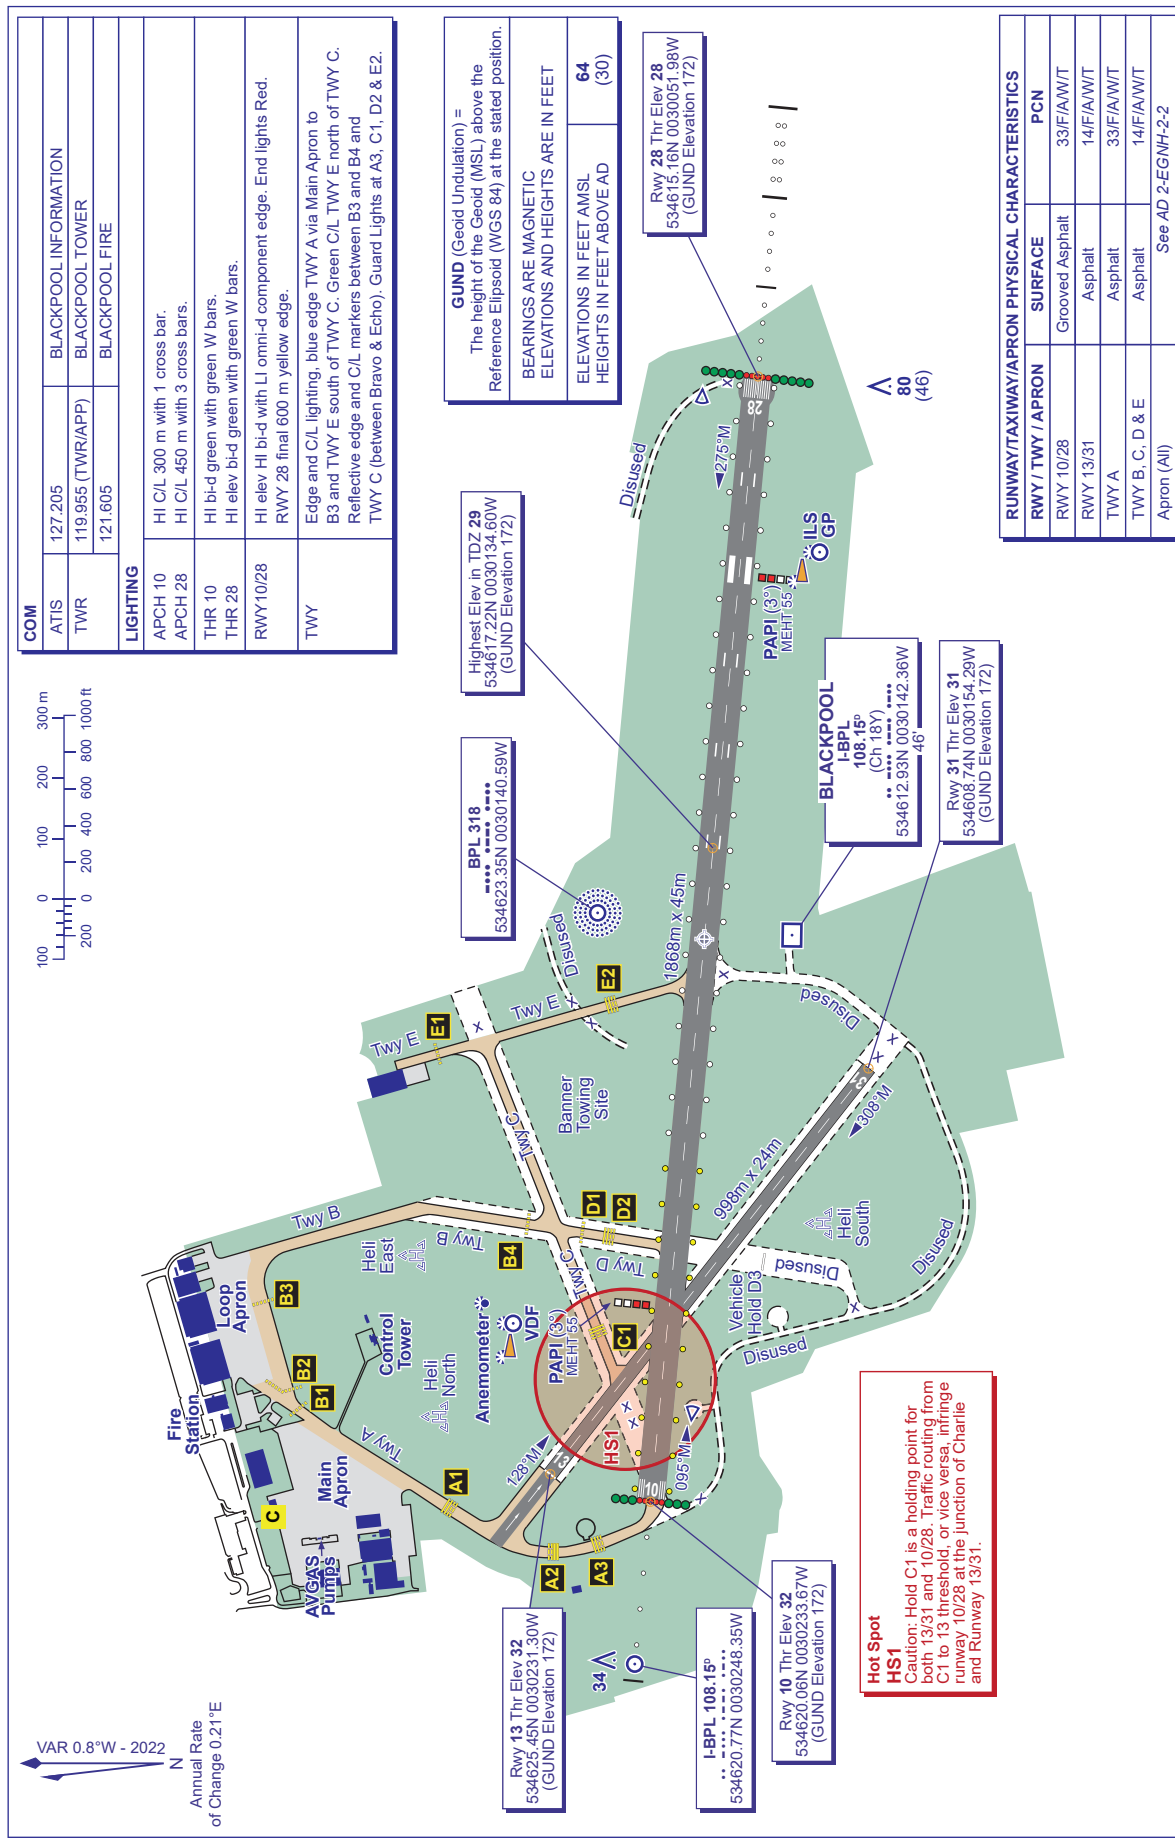 COM
ATIS 127.205 BLACKPOOL INFORMATION
TWR 119.955 (TWR/APP) BLACKPOOL TOWER
121.605 BLACKPOOL FIRE
LIGHTING
APCH 10 HI C/L 300 m with 1 cross bar.
APCH 28 HI C/L 450 m with 3 cross bars.
THR 10 HI bi-d green with green W bars.
THR 28 HI elev bi-d green with green W bars.
RWY10/28 HI elev HI bi-d with LI omni-d component edge. End lights Red.
RWY 28 final 600 m yellow edge.
TWY Edge and C/L lighting, blue edge TWY A via Main Apron to
B3 and TWY E south of TWY C. Green C/L TWY E north of TWY C.
Reflective edge and C/L markers between B3 and B4 and
TWY C (between Bravo & Echo). Guard Lights at A3, C1, D2 & E2.
GUND (Geoid Undulation) =
The height of the Geoid (MSL) above the
Reference Elipsoid (WGS 84) at the stated position.
BEARINGS ARE MAGNETIC
ELEVATIONS AND HEIGHTS ARE IN FEET
ELEVATIONS IN FEET AMSL 64
HEIGHTS IN FEET ABOVE AD (30)
100 0 100 200 300 m
200 0 200 400 600 800 1000 ft
VAR 0.8°W - 2022
N
Annual Rate
of Change 0.21°E
Rwy 28 Thr Elev 28
534615.16N 0030051.98W
(GUND Elevation 172)
Highest Elev in TDZ 29
534617.22N 0030134.60W
(GUND Elevation 172)
BPL 318
534623.35N 0030140.59W
Fire
Station
Loop
Apron
C
Main
Apron
AVGAS
Pumps
B1
B2
B3
Twy B
Twy B
B4
Twy A
A1
A2
A3
Control
Tower
Heli
East
H
Heli
North
H
Anemometer
VDF
PAPI (3°)
MEHT 55
C1
HS1
Twy C
Twy C
Twy D
D1
D2
Twy E
Twy E
E1
E2
Disused
Banner
Towing
Site
128°M
13
095°M
10
1868m x 45m
998m x 24m
308°M
31
275°M
28
Disused
PAPI (3°)
MEHT 55
ILS
GP
80
(46)
34
Disused
Disused
Disused
Disused
Vehicle
Hold D3
Heli
South
H
BLACKPOOL
I-BPL
108.15º
(Ch 18Y)
534612.93N 0030142.36W
46'
Rwy 31 Thr Elev 31
534608.74N 0030154.29W
(GUND Elevation 172)
Rwy 13 Thr Elev 32
534625.45N 0030231.30W
(GUND Elevation 172)
I-BPL 108.15º
534620.77N 0030248.35W
Rwy 10 Thr Elev 32
534620.06N 0030233.67W
(GUND Elevation 172)
Hot Spot
HS1
Caution: Hold C1 is a holding point for
both 13/31 and 10/28. Traffic routing from
C1 to 13 threshold, or vice versa, infringe
runway 10/28 at the junction of Charlie
and Runway 13/31.
RUNWAY/TAXIWAY/APRON PHYSICAL CHARACTERISTICS
RWY / TWY / APRON SURFACE PCN
RWY 10/28 Grooved Asphalt 33/F/A/W/T
RWY 13/31 Asphalt 14/F/A/W/T
TWY A Asphalt 33/F/A/W/T
TWY B, C, D & E Asphalt 14/F/A/W/T
Apron (All) See AD 2-EGNH-2-2